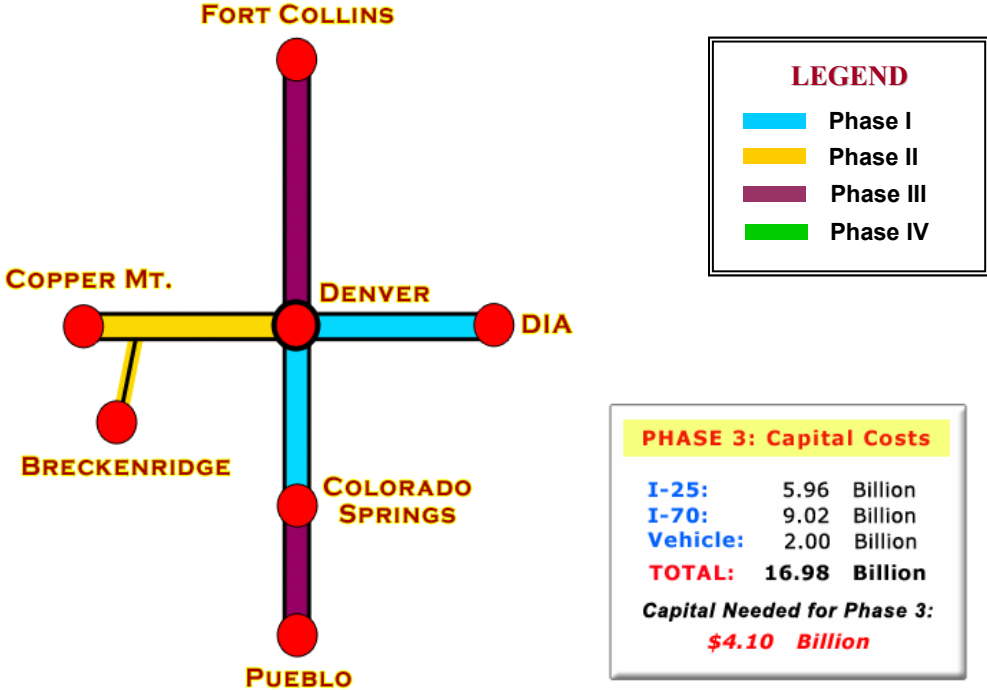 FORT COLLINS
LEGEND
Phase I
Phase II
Phase III
Phase IV
COPPER MT.
DENVER
DIA
BRECKENRIDGE
COLORADO
SPRINGS
PUEBLO
PHASE 3: Capital Costs
I-25: 5.96 Billion
I-70: 9.02 Billion
Vehicle: 2.00 Billion
TOTAL: 16.98 Billion
Capital Needed for Phase 3:
$4.10 Billion